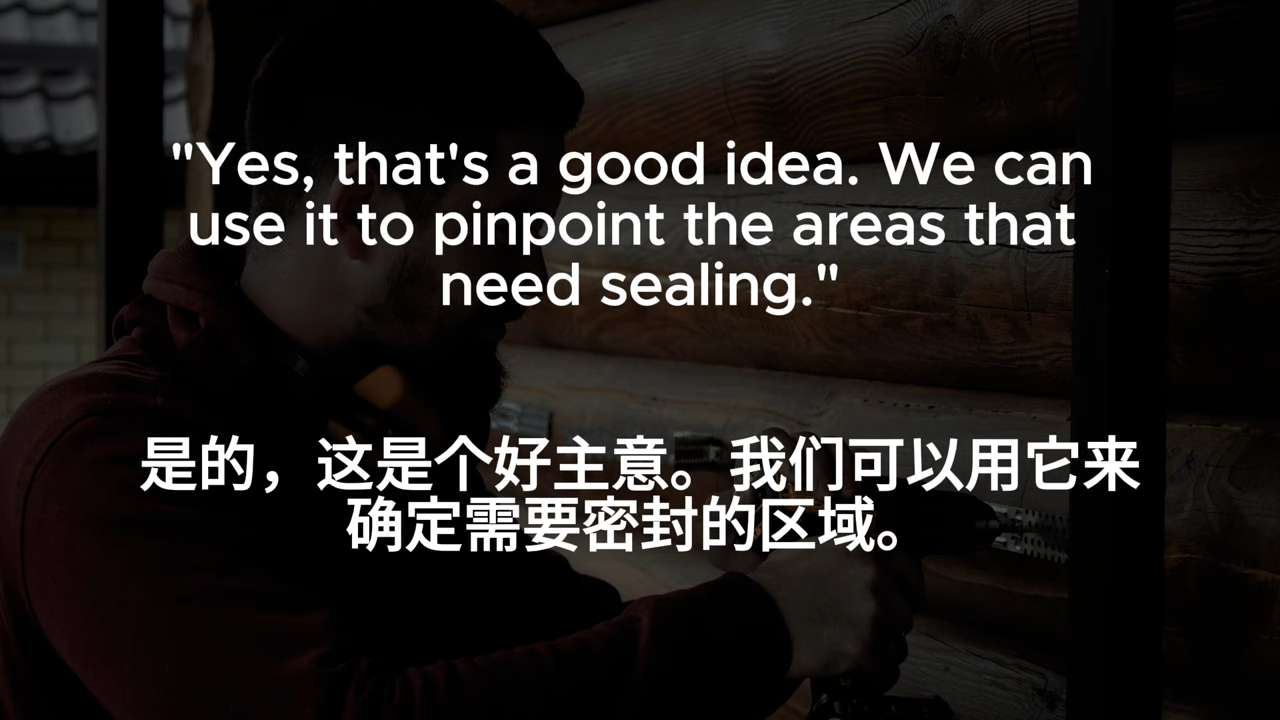 "Yes, that's a good idea. We can
use it to pinpoint the areas that
need sealing."
是的，这是个好主意。我们可以用它来
确定需要密封的区域。